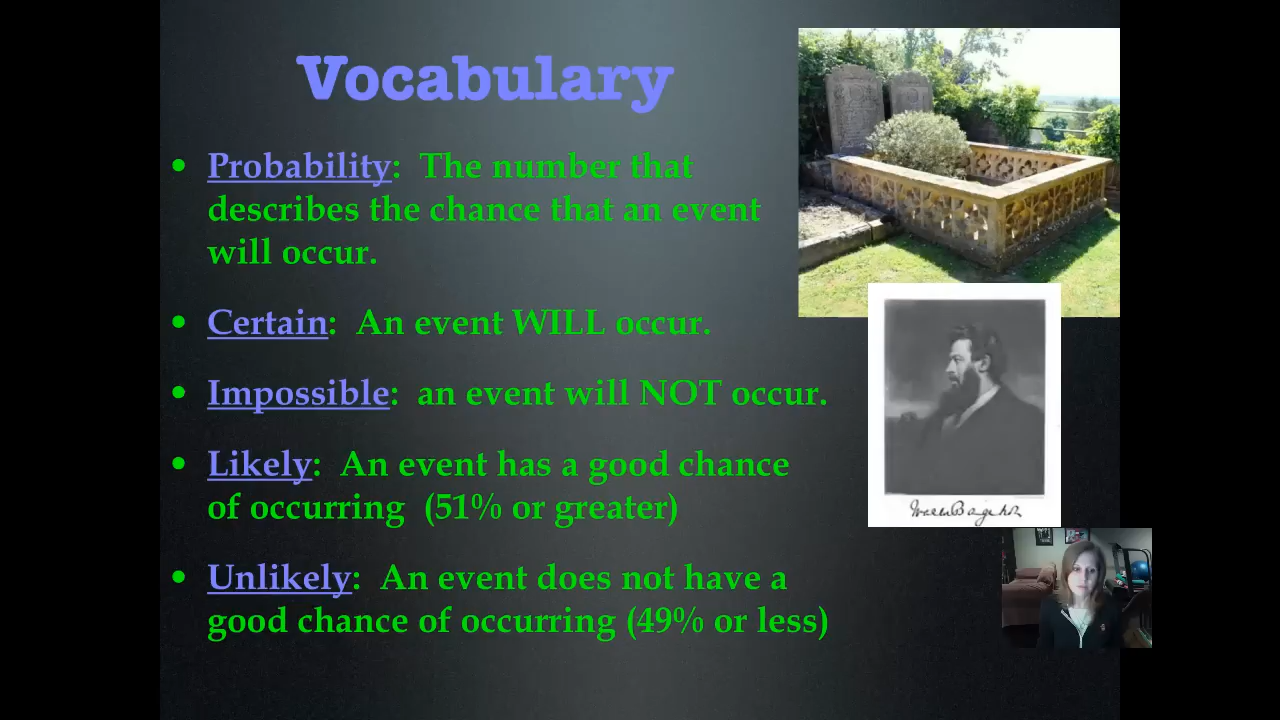 Vocabulary
• Probability:  The number that
describes the chance that an event
will occur.
• Certain:  An event WILL occur.
• Impossible:  an event will NOT occur.
• Likely:  An event has a good chance
of occurring  (51% or greater)
• Unlikely:  An event does not have a
good chance of occurring (49% or less)
Walter Bagehot